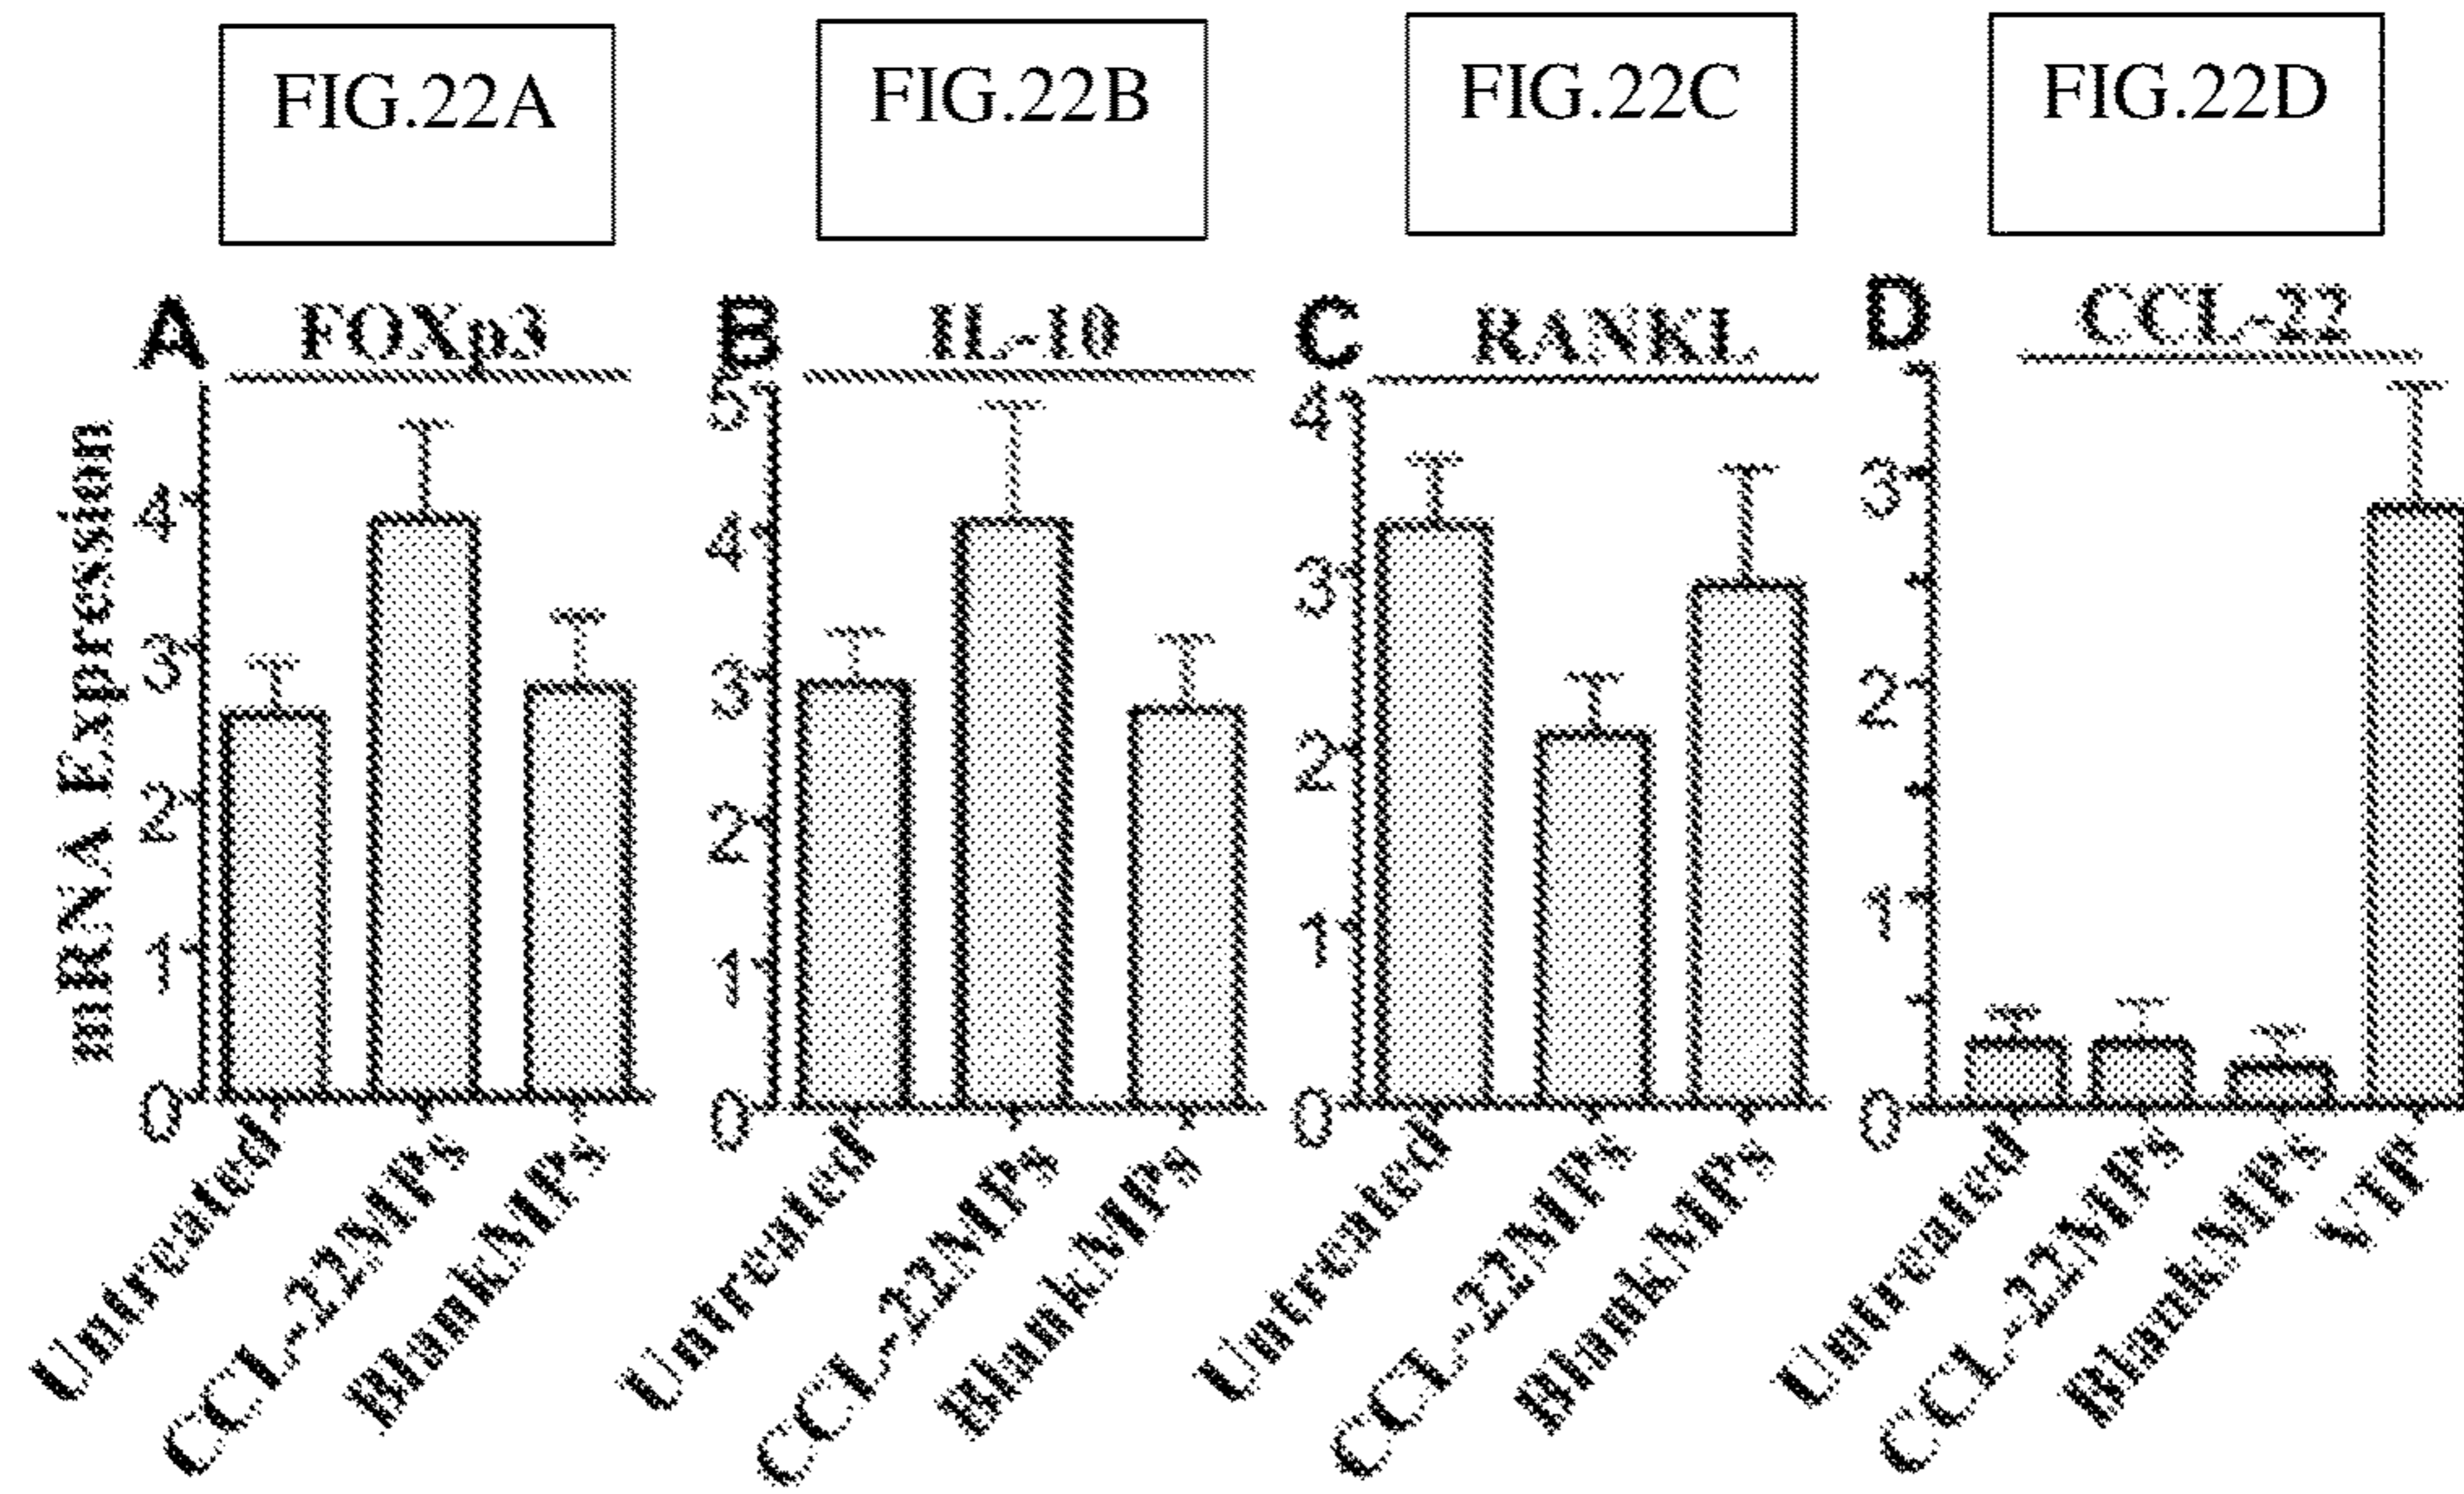 FIG.22A
FIG.22B
FIG.22C
FIG.22D
A FOXp3
B IL-10
C RANKL
D CCL-22
mRNA Expression
4
3
2
1
0
Untreated
CCL-22MPs
BlankMPs
5
4
3
2
1
0
Untreated
CCL-22MPs
BlankMPs
4
3
2
1
0
Untreated
CCL-22MPs
BlankMPs
3
2
1
0
Untreated
CCL-22MPs
BlankMPs
VIP